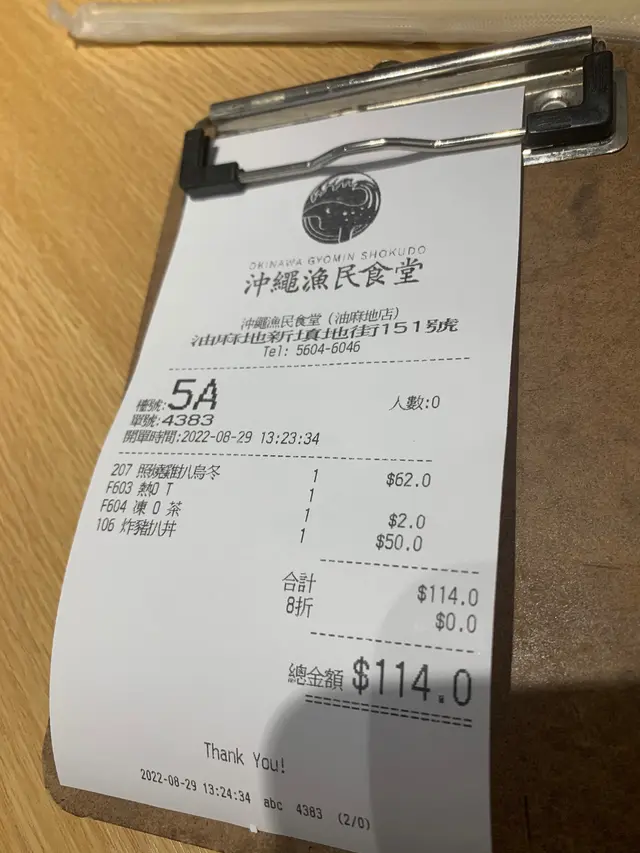 OKINAWA GYOMIN SHOKUDO
沖繩漁民食堂
沖繩漁民食堂（油麻地店）
油麻地新填地街151號
Tel: 5604-6046
檯號:5A 人數:0
單號:4383
開單時間:2022-08-29 13:23:34
207 照燒雞扒烏冬 1 $62.0
F603 熱0 T 1
F604 凍 0 茶 1 $2.0
106 炸豬扒丼 1 $50.0
合計 $114.0
8折 $0.0
總金額 $114.0
Thank You!
2022-08-29 13:24:34 abc 4383 (2/0)